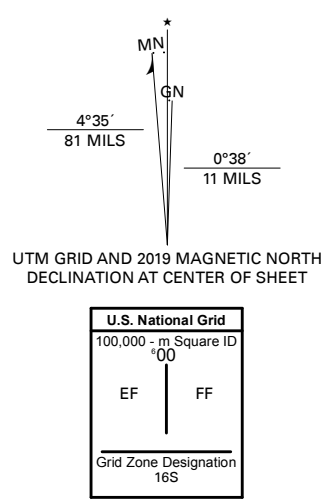 ★
MN
GN
4°35´
81 MILS
0°38´
11 MILS
UTM GRID AND 2019 MAGNETIC NORTH
DECLINATION AT CENTER OF SHEET
U.S. National Grid
100,000 - m Square ID
⁶00
EF FF
Grid Zone Designation
16S